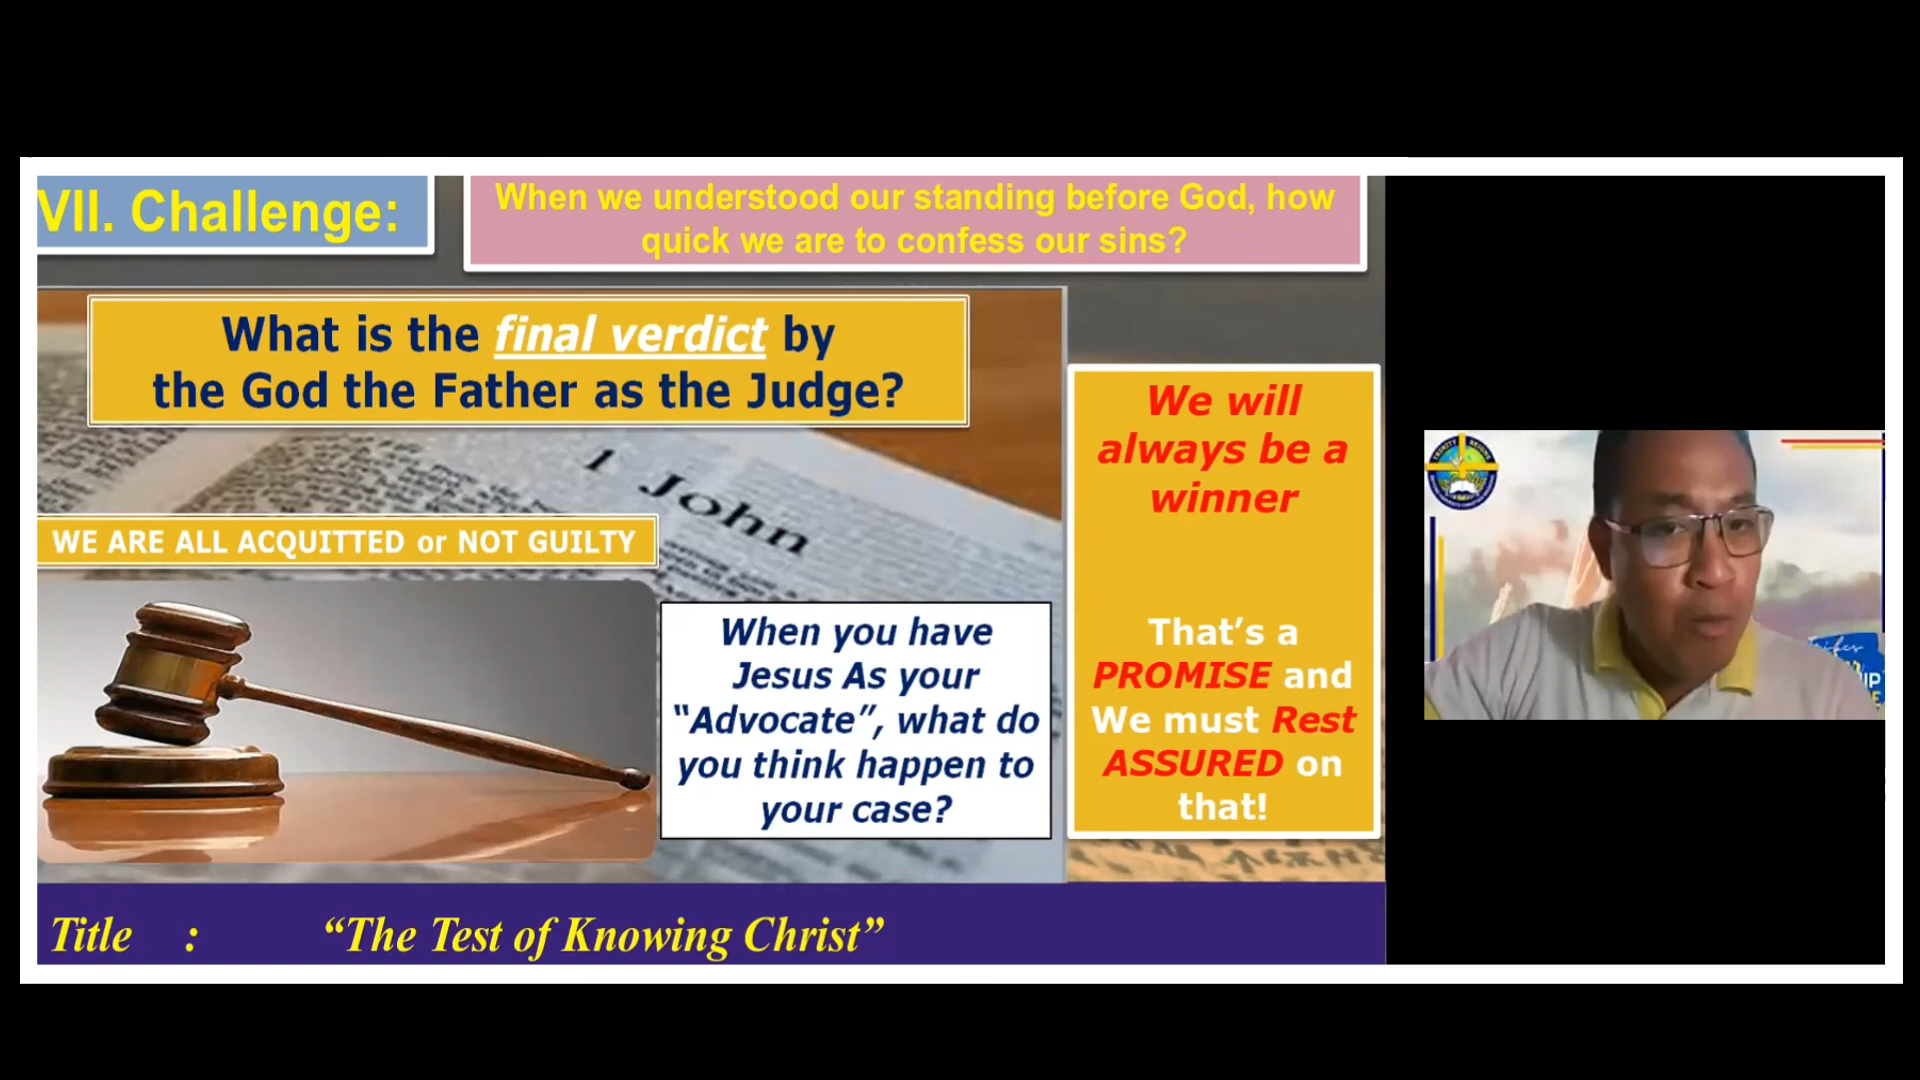 VII. Challenge:
When we understood our standing before God, how
quick we are to confess our sins?
What is the final verdict by
the God the Father as the Judge?
1 John
WE ARE ALL ACQUITTED or NOT GUILTY
When you have
Jesus As your
“Advocate”, what do
you think happen to
your case?
We will
always be a
winner
That’s a
PROMISE and
We must Rest
ASSURED on
that!
Title : “The Test of Knowing Christ”